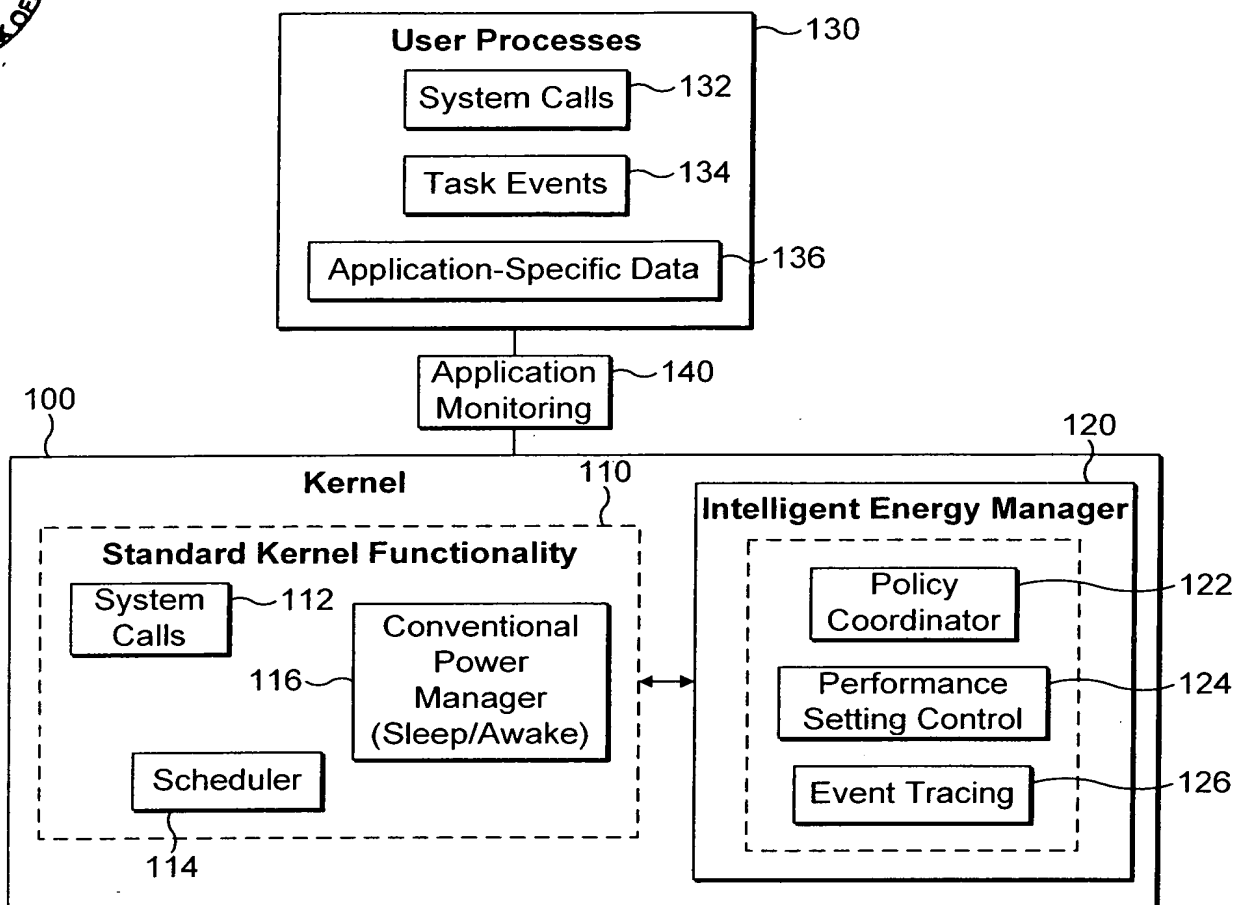 OF
User Processes
130
System Calls
132
Task Events
134
Application-Specific Data
136
Application
Monitoring
140
100
Kernel
110
120
Standard Kernel Functionality
System
Calls
112
Conventional
Power
Manager
(Sleep/Awake)
116
Scheduler
114
Intelligent Energy Manager
Policy
Coordinator
122
Performance
Setting Control
124
Event Tracing
126